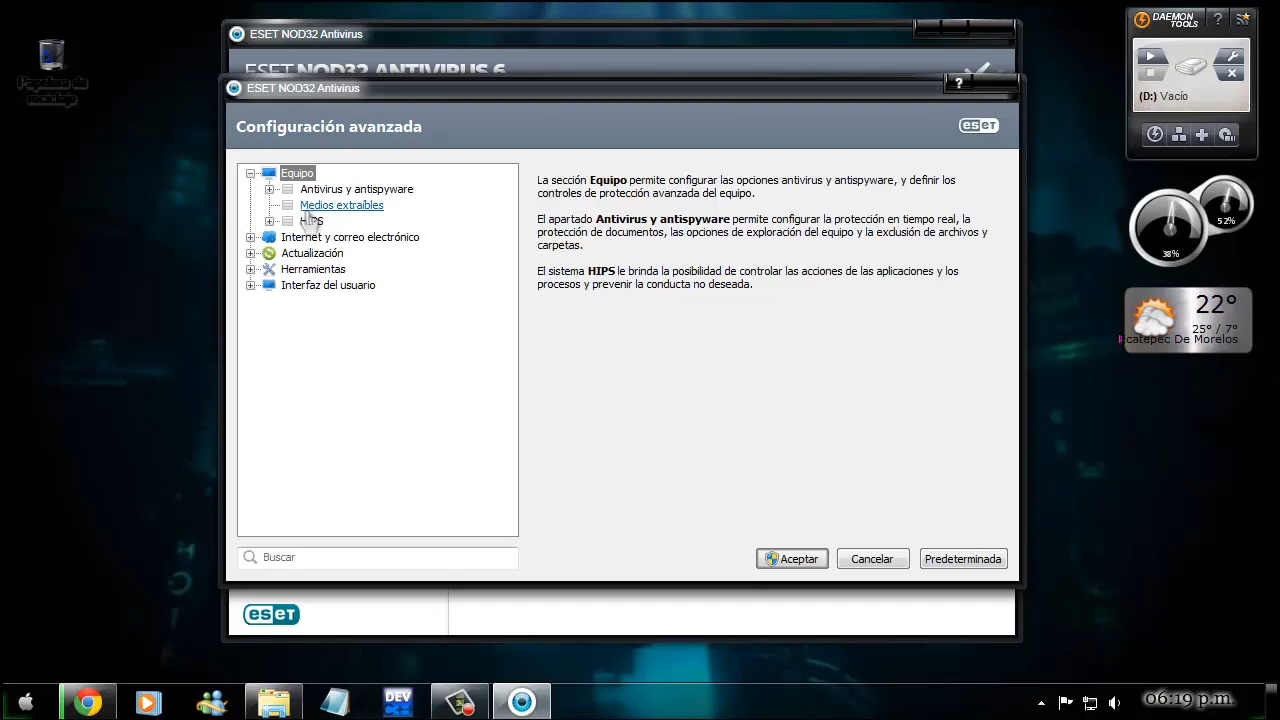 ESET NOD32 Antivirus
ESET NOD32 ANTIVIRUS 6
ESET NOD32 Antivirus
?
Configuración avanzada
eseT
Equipo
Antivirus y antispyware
Medios extraíbles
HIPS
Internet y correo electrónico
Actualización
Herramientas
Interfaz del usuario
La sección Equipo permite configurar las opciones antivirus y antispyware, y definir los
controles de protección avanzada del equipo.
El apartado Antivirus y antispyware permite configurar la protección en tiempo real, la
protección de documentos, las opciones de exploración del equipo y la exclusión de archivos y
carpetas.
El sistema HIPS le brinda la posibilidad de controlar las acciones de las aplicaciones y los
procesos y prevenir la conducta no deseada.
Buscar
Aceptar
Cancelar
Predeterminada
eseT
Papelera de
reciclaje
DAEMON
TOOLS
?
(D:) Vacío
52%
38%
22°
25° / 7°
catepec De Morelos
DEV
C++
06:19 p.m.